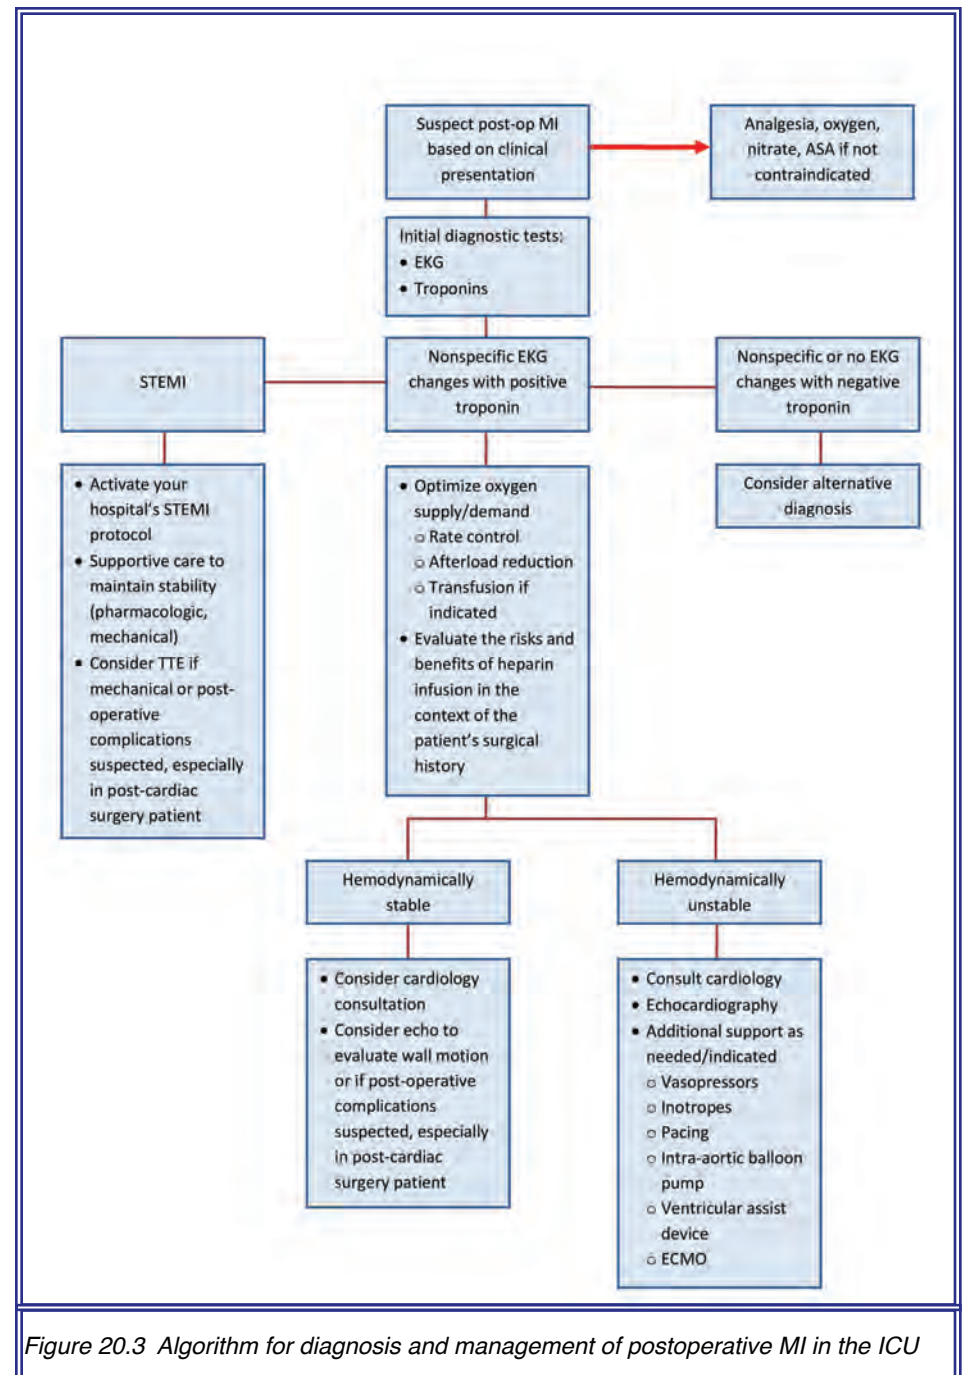 Suspect post-op MI
based on clinical
presentation
Analgesia, oxygen,
nitrate, ASA if not
contraindicated
Initial diagnostic tests:
• EKG
• Troponins
STEMI
Nonspecific EKG
changes with positive
troponin
Nonspecific or no EKG
changes with negative
troponin
• Activate your
hospital's STEMI
protocol
• Supportive care to
maintain stability
(pharmacologic,
mechanical)
• Consider TTE if
mechanical or post-
operative
complications
suspected, especially
in post-cardiac
surgery patient
• Optimize oxygen
supply/demand
o Rate control
o Afterload reduction
o Transfusion if
indicated
• Evaluate the risks and
benefits of heparin
infusion in the
context of the
patient's surgical
history
Consider alternative
diagnosis
Hemodynamically
stable
Hemodynamically
unstable
• Consider cardiology
consultation
• Consider echo to
evaluate wall motion
or if post-operative
complications
suspected, especially
in post-cardiac
surgery patient
• Consult cardiology
• Echocardiography
• Additional support as
needed/indicated
o Vasopressors
o Inotropes
o Pacing
o Intra-aortic balloon
pump
o Ventricular assist
device
o ECMO
Figure 20.3 Algorithm for diagnosis and management of postoperative MI in the ICU